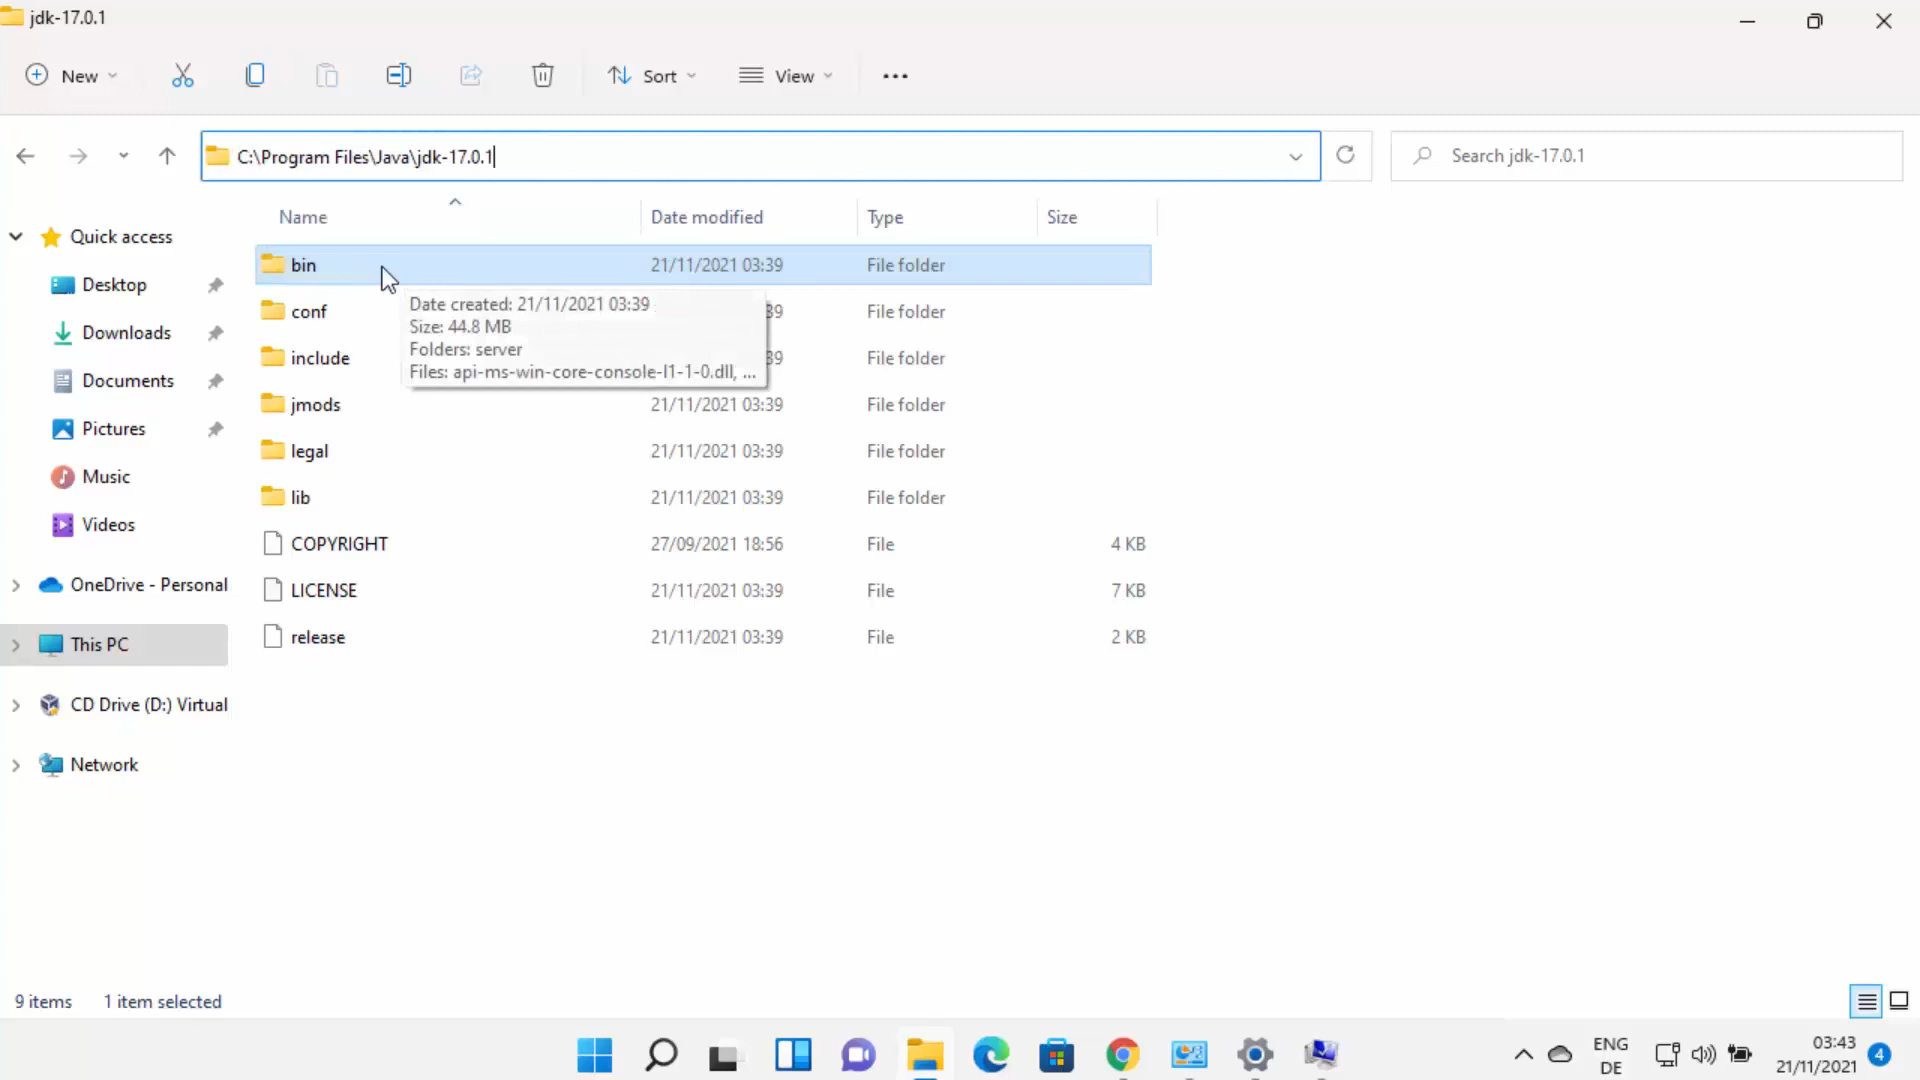 jdk-17.0.1
New
Sort
View
C:\Program Files\Java\jdk-17.0.1
Search jdk-17.0.1
Name
Date modified
Type
Size
Quick access
Desktop
Downloads
Documents
Pictures
Music
Videos
OneDrive - Personal
This PC
CD Drive (D:) Virtual
Network
bin 21/11/2021 03:39 File folder
Date created: 21/11/2021 03:39
Size: 44.8 MB
Folders: server
Files: api-ms-win-core-console-l1-1-0.dll, ...
conf 39 File folder
include 39 File folder
jmods 21/11/2021 03:39 File folder
legal 21/11/2021 03:39 File folder
lib 21/11/2021 03:39 File folder
COPYRIGHT 27/09/2021 18:56 File 4 KB
LICENSE 21/11/2021 03:39 File 7 KB
release 21/11/2021 03:39 File 2 KB
9 items 1 item selected
ENG
DE
03:43
21/11/2021
4